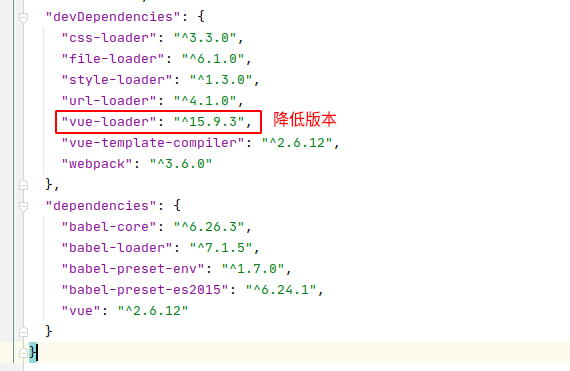 "devDependencies": {
"css-loader": "^3.3.0",
"file-loader": "^6.1.0",
"style-loader": "^1.3.0",
"url-loader": "^4.1.0",
"vue-loader": "^15.9.3", 降低版本
"vue-template-compiler": "^2.6.12",
"webpack": "^3.6.0"
},
"dependencies": {
"babel-core": "^6.26.3",
"babel-loader": "^7.1.5",
"babel-preset-env": "^1.7.0",
"babel-preset-es2015": "^6.24.1",
"vue": "^2.6.12"
}
}